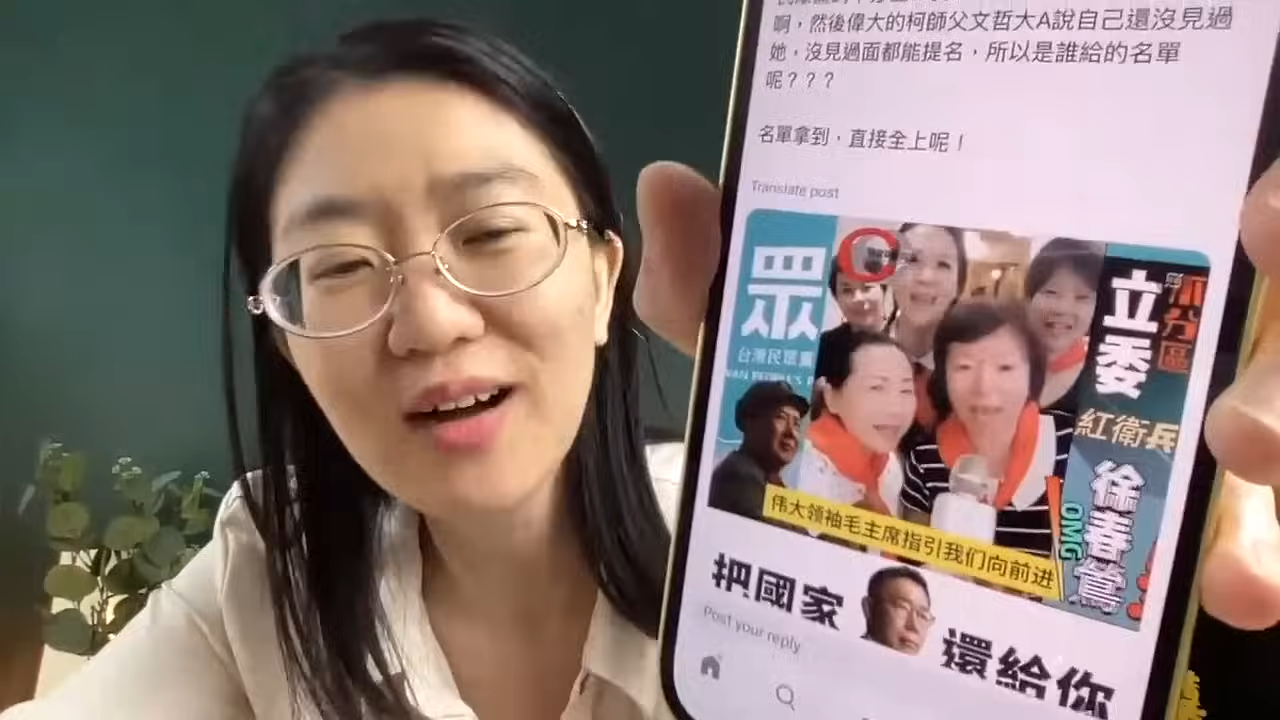 啊，然後偉大的柯師父文哲大A說自己還沒見過
她，沒見過面都能提名，所以是誰給的名單
呢？？？
名單拿到，直接全上呢！
Translate post
眾
台灣民眾黨
立委
不分區
紅衛兵
徐春鶯
OMG
伟大领袖毛主席指引我们向前进
把國家
還給你
Post your reply